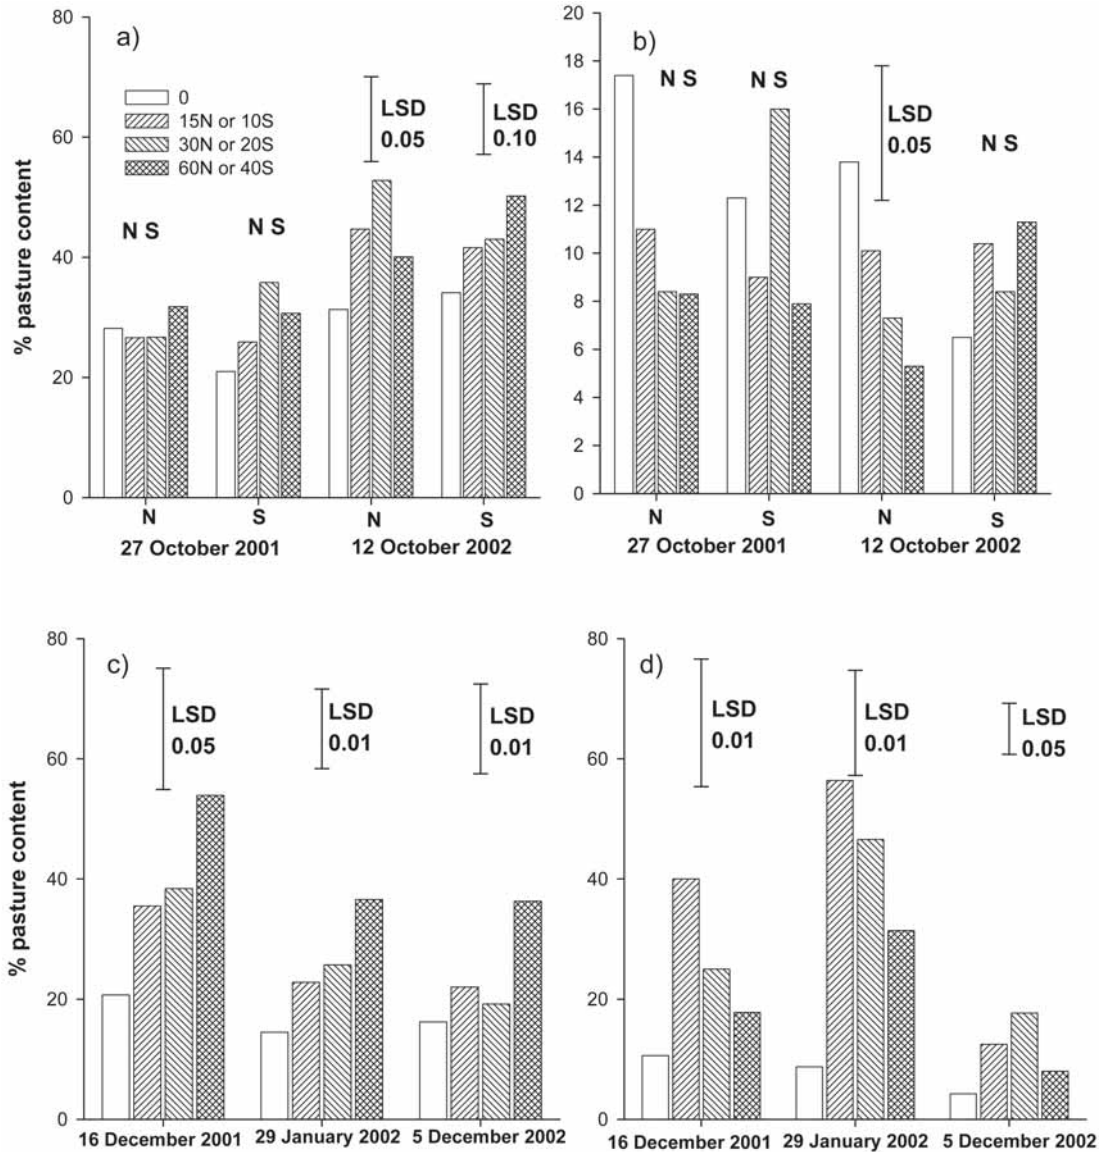 a)
80
60
40
20
0
% pasture content
0
15N or 10S
30N or 20S
60N or 40S
N S
N S
LSD
0.05
LSD
0.10
N S N S
27 October 2001 12 October 2002
b)
20
18
16
14
12
10
8
6
4
2
0
N S
N S
LSD
0.05
N S
N S N S
27 October 2001 12 October 2002
c)
80
60
40
20
0
% pasture content
LSD
0.05
LSD
0.01
LSD
0.01
16 December 2001 29 January 2002 5 December 2002
d)
80
60
40
20
0
LSD
0.01
LSD
0.01
LSD
0.05
16 December 2001 29 January 2002 5 December 2002